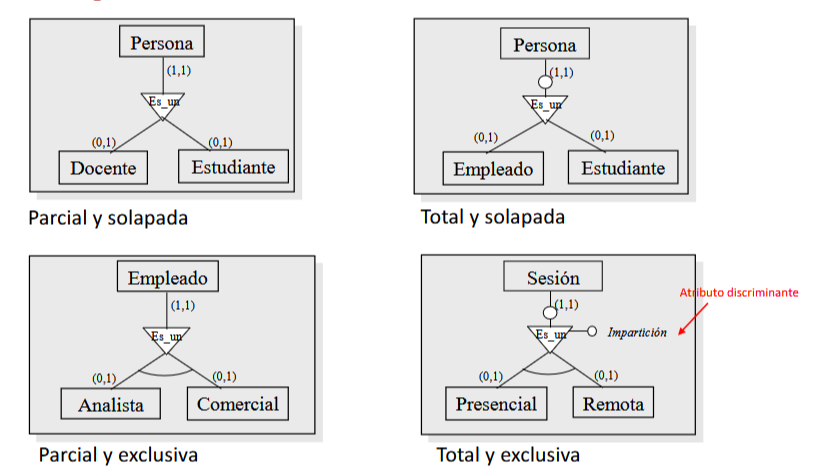 Persona
(1,1)
Es_un
(0,1)
(0,1)
Docente
Estudiante
Parcial y solapada
Persona
(1,1)
Es_un
(0,1)
(0,1)
Empleado
Estudiante
Total y solapada
Empleado
(1,1)
Es_un
(0,1)
(0,1)
Analista
Comercial
Parcial y exclusiva
Sesión
Atributo discriminante
(1,1)
Es_un
Impartición
(0,1)
(0,1)
Presencial
Remota
Total y exclusiva